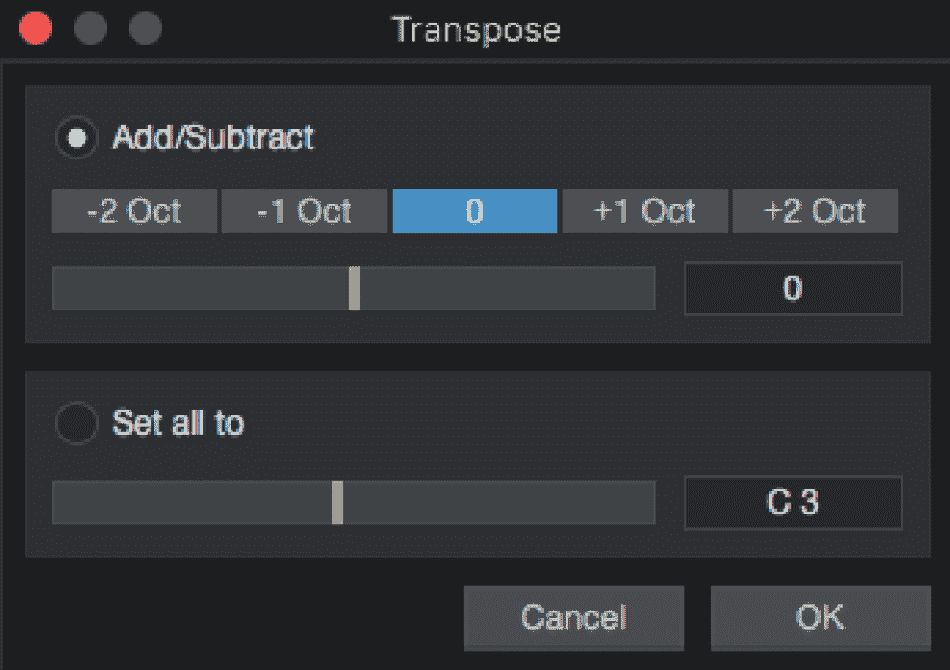 Transpose
Add/Subtract
-2 Oct -1 Oct 0 +1 Oct +2 Oct
0
Set all to
C 3
Cancel OK